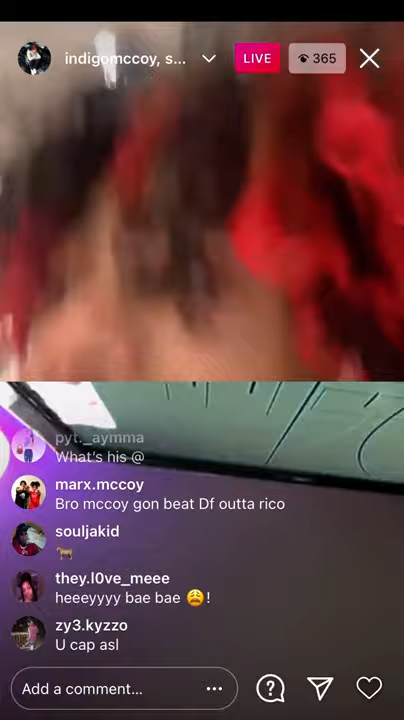 indigomccoy, s...
LIVE
365
pyt._aymma
What's his @
marx.mccoy
Bro mccoy gon beat Df outta rico
souljakid
they.l0ve_meee
heeeyyyy bae bae 😩!
zy3.kyzzo
U cap asl
Add a comment...